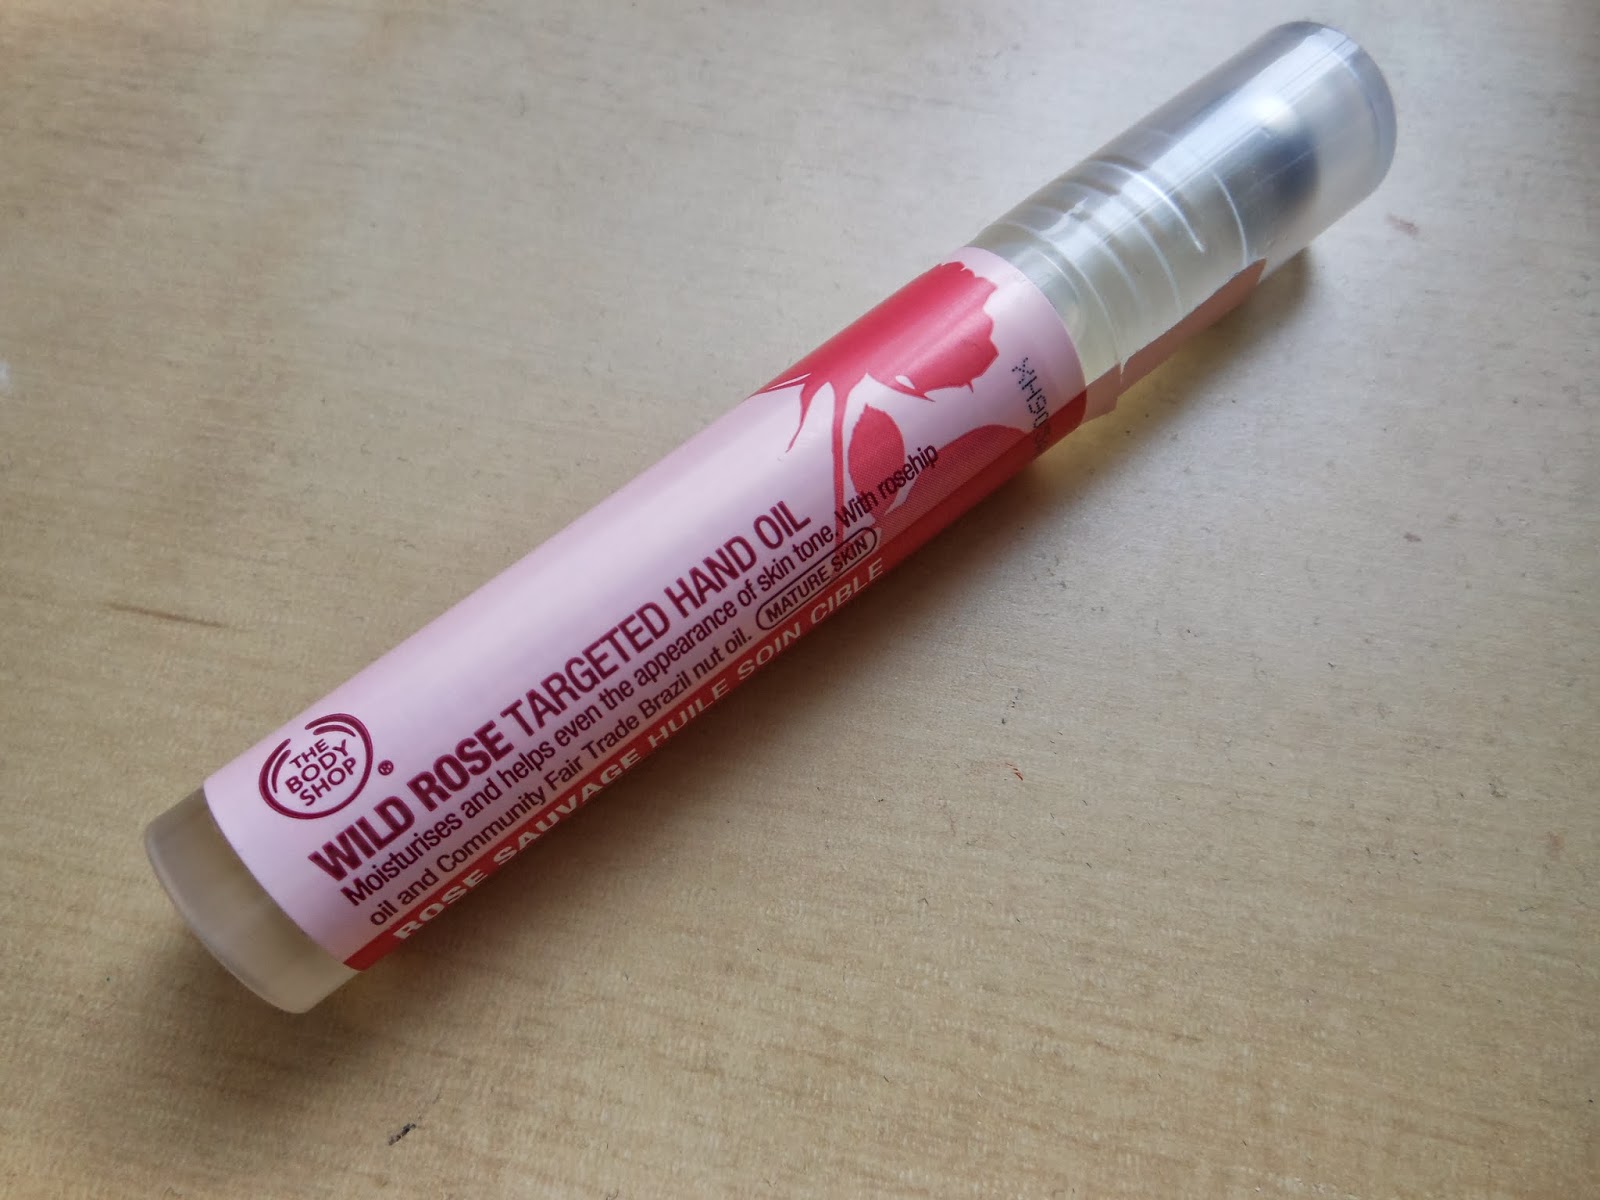 THE
BODY
SHOP
®
WILD ROSE TARGETED HAND OIL
Moisturises and helps even the appearance of skin tone. With rosehip
oil and Community Fair Trade Brazil nut oil. MATURE SKIN
ROSE SAUVAGE HUILE SOIN CIBLE